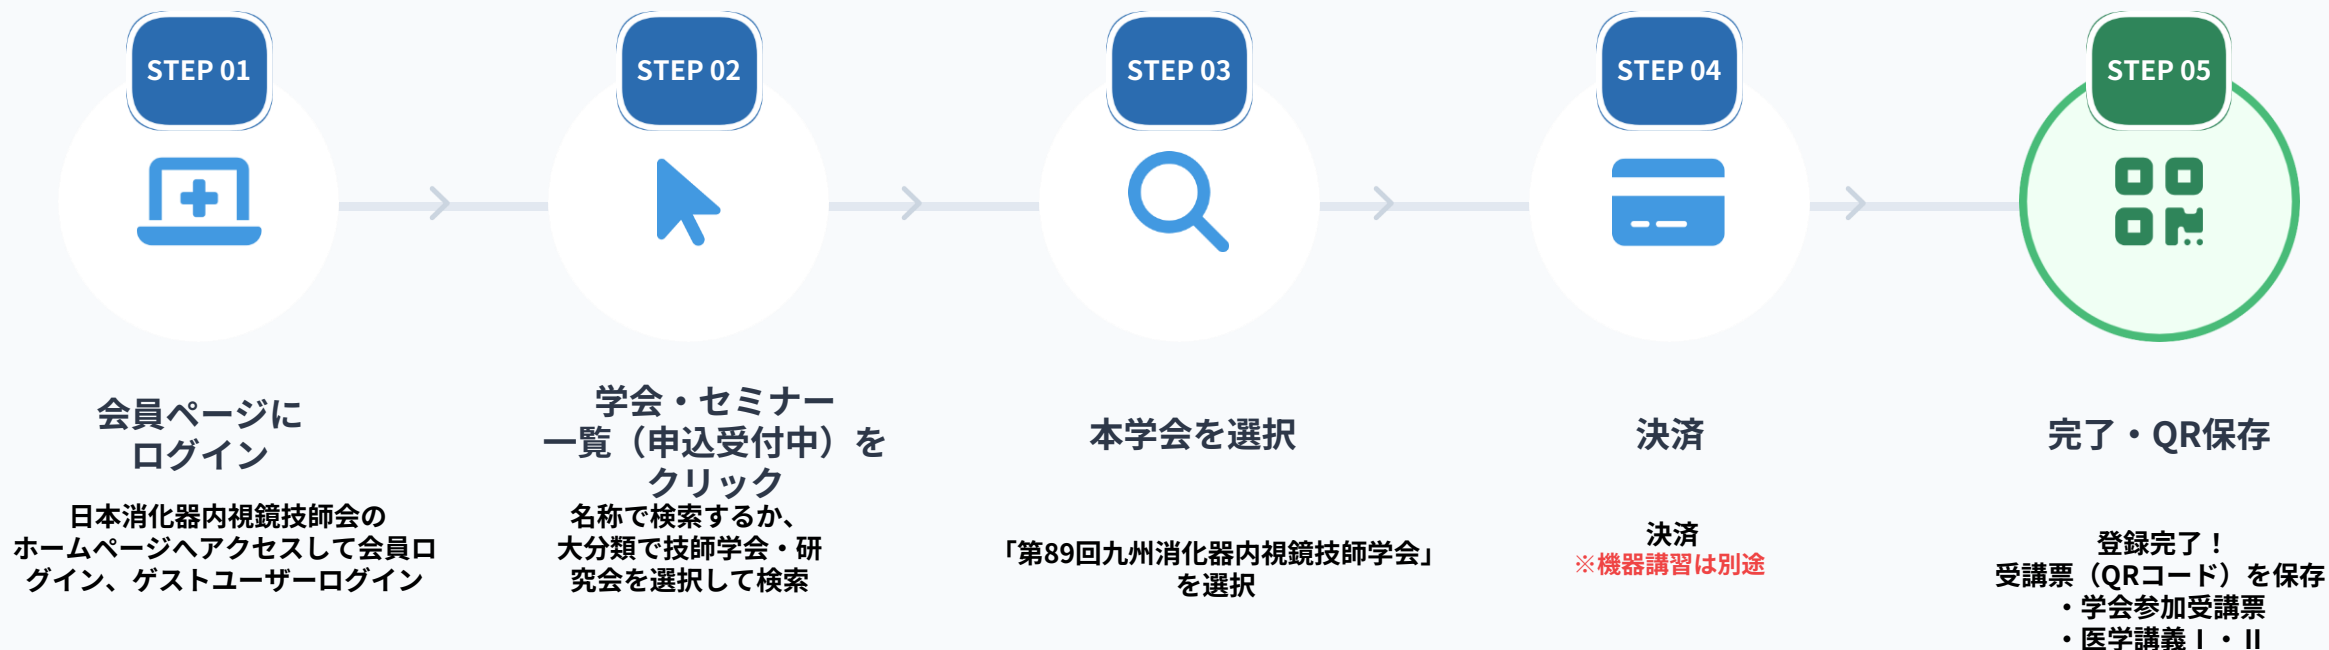 STEP 01
会員ページに
ログイン
日本消化器内視鏡技師会の
ホームページへアクセスして会員ロ
グイン、ゲストユーザーログイン
STEP 02
学会・セミナー
一覧（申込受付中）を
クリック
名称で検索するか、
大分類で技師学会・研
究会を選択して検索
STEP 03
本学会を選択
「第89回九州消化器内視鏡技師学会」
を選択
STEP 04
決済
決済
※機器講習は別途
STEP 05
完了・QR保存
登録完了！
受講票（QRコード）を保存
・学会参加受講票
・医学講義Ⅰ・Ⅱ